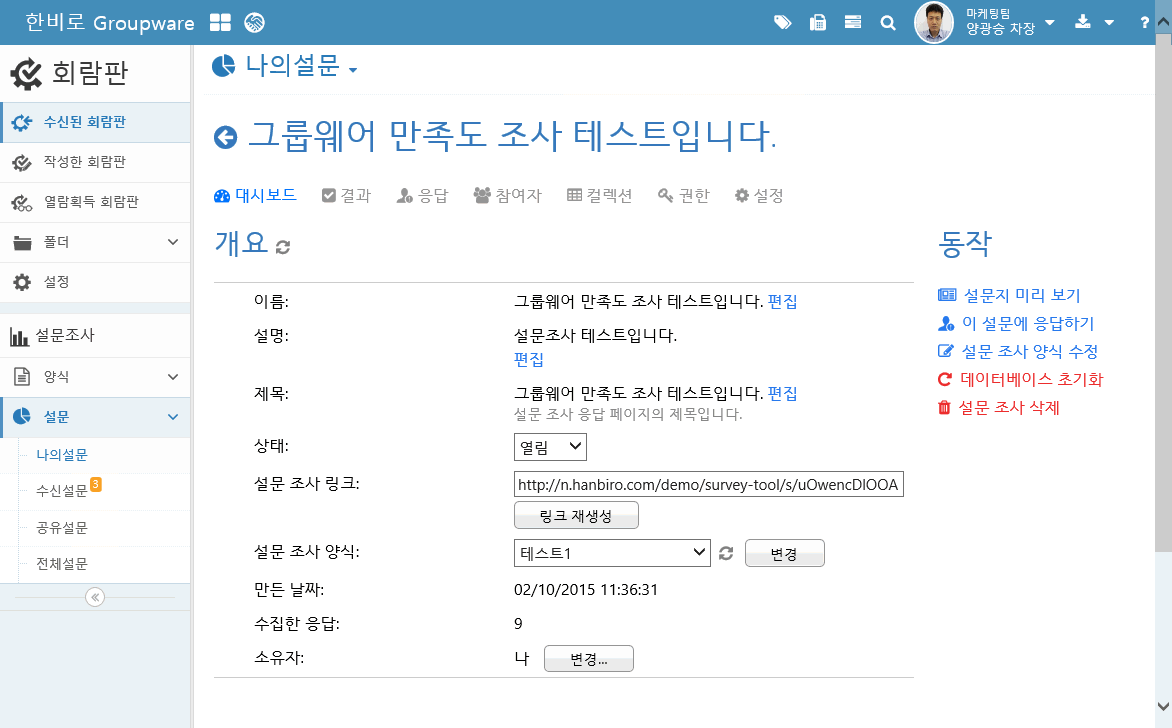 한비로 Groupware
마케팅팀
양광승 차장
?
회람판
수신된 회람판
작성한 회람판
열람획득 회람판
폴더
설정
설문조사
양식
설문
나의설문
수신설문 3
공유설문
전체설문
나의설문
그룹웨어 만족도 조사 테스트입니다.
대시보드 결과 응답 참여자 컬렉션 권한 설정
개요
이름: 그룹웨어 만족도 조사 테스트입니다. 편집
설명: 설문조사 테스트입니다.
편집
제목: 그룹웨어 만족도 조사 테스트입니다. 편집
설문 조사 응답 페이지의 제목입니다.
상태: 열림
설문 조사 링크: http://n.hanbiro.com/demo/survey-tool/s/uOwencDIOOA
링크 재생성
설문 조사 양식: 테스트1 변경
만든 날짜: 02/10/2015 11:36:31
수집한 응답: 9
소유자: 나 변경...
동작
설문지 미리 보기
이 설문에 응답하기
설문 조사 양식 수정
데이터베이스 초기화
설문 조사 삭제